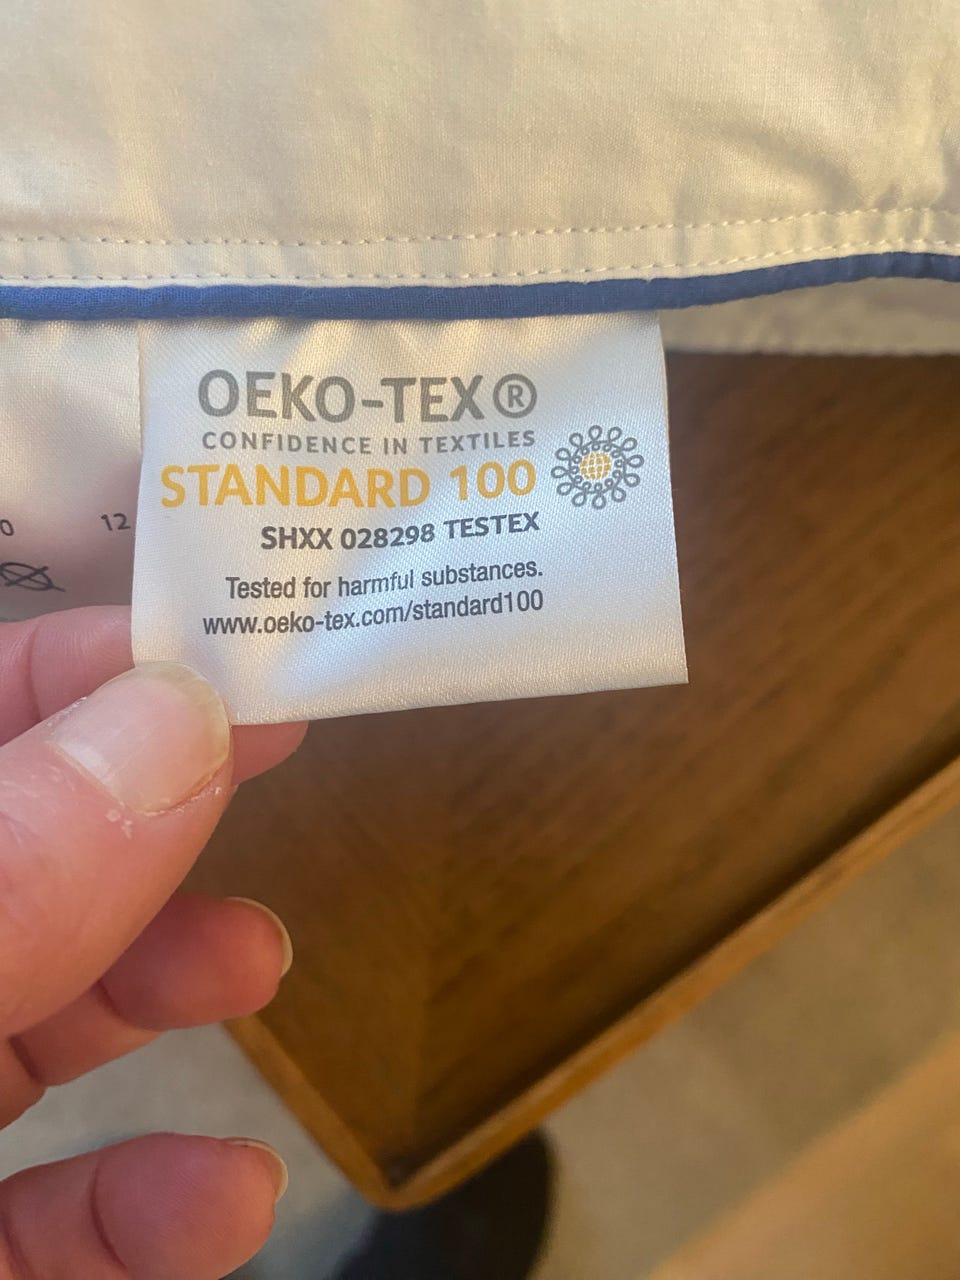 OEKO-TEX®
CONFIDENCE IN TEXTILES
STANDARD 100
SHXX 028298 TESTEX
Tested for harmful substances.
www.oeko-tex.com/standard100
12